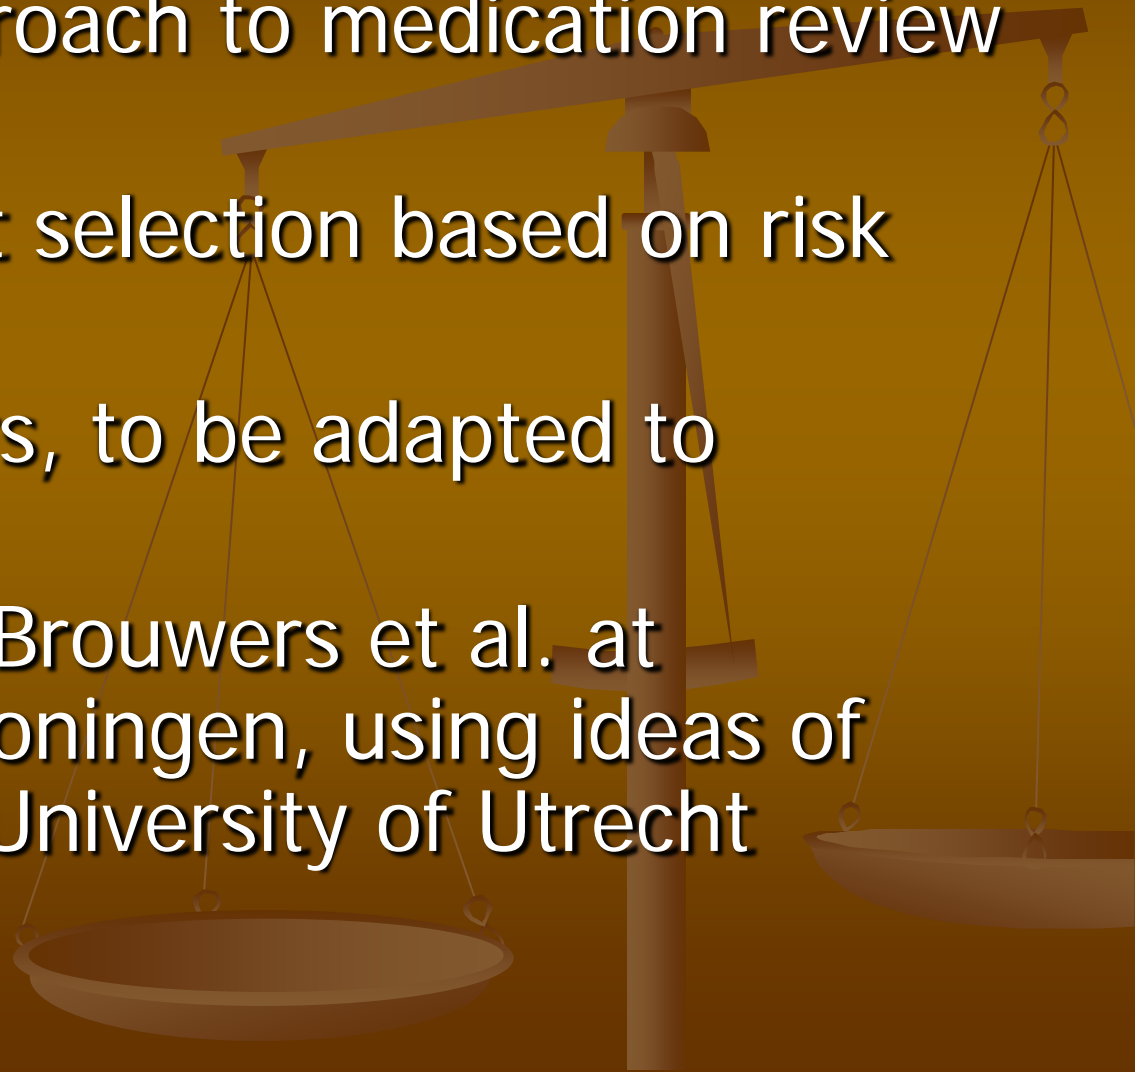 roach to medication review
t selection based on risk
s, to be adapted to
Brouwers et al. at
oningen, using ideas of
University of Utrecht